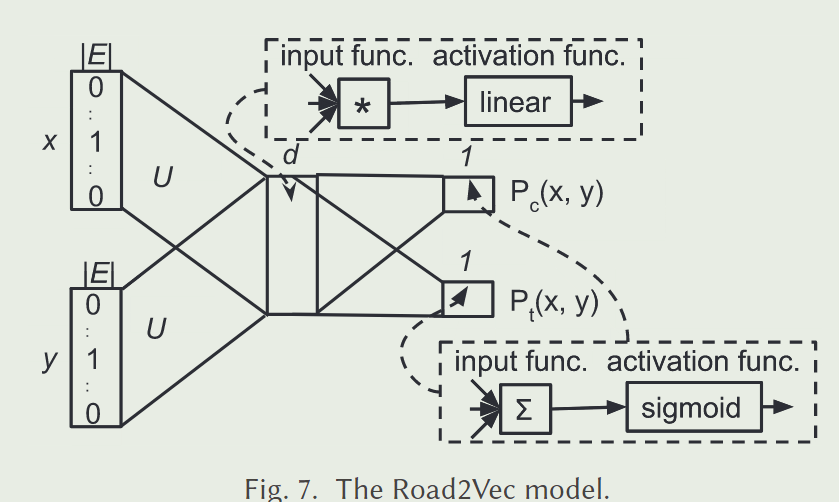 |E|
input func. activation func.
0
:
x 1
:
0
U
* linear
d
1
P_c(x, y)
|E|
0
:
y 1
:
0
U
1
P_t(x, y)
input func. activation func.
Σ sigmoid
Fig. 7. The Road2Vec model.